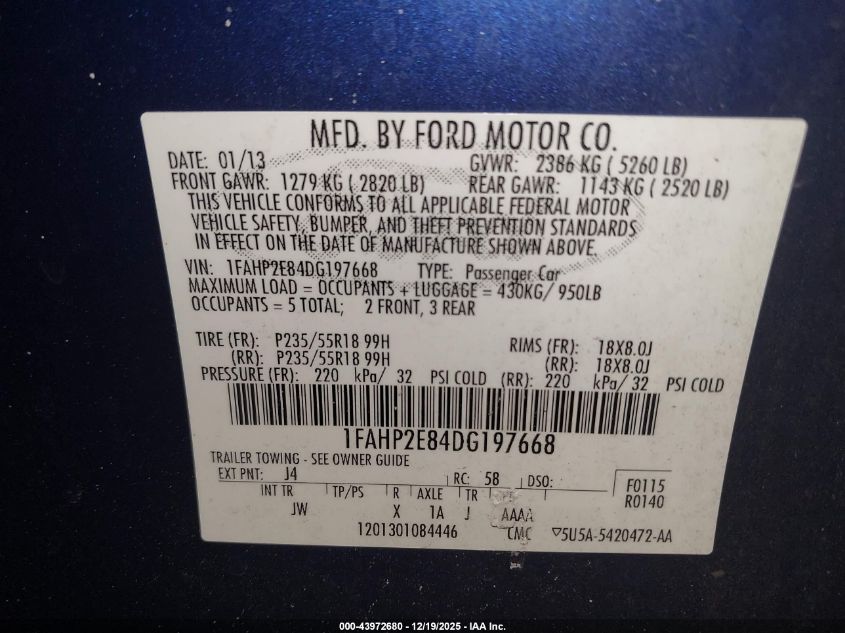 MFD. BY FORD MOTOR CO.
DATE: 01/13 GVWR: 2386 KG ( 5260 LB)
FRONT GAWR: 1279 KG ( 2820 LB) REAR GAWR: 1143 KG ( 2520 LB)
THIS VEHICLE CONFORMS TO ALL APPLICABLE FEDERAL MOTOR
VEHICLE SAFETY, BUMPER, AND THEFT PREVENTION STANDARDS
IN EFFECT ON THE DATE OF MANUFACTURE SHOWN ABOVE.
VIN: 1FAHP2E84DG197668 TYPE: Passenger Car
MAXIMUM LOAD = OCCUPANTS + LUGGAGE = 430KG/ 950LB
OCCUPANTS = 5 TOTAL; 2 FRONT, 3 REAR
TIRE (FR): P235/55R18 99H RIMS (FR): 18X8.0J
(RR): P235/55R18 99H (RR): 18X8.0J
PRESSURE (FR): 220 kPa/ 32 PSI COLD (RR): 220 kPa/ 32 PSI COLD
1FAHP2E84DG197668
TRAILER TOWING - SEE OWNER GUIDE
EXT PNT: J4 RC: 58 DSO: F0115
R0140
INT TR TP/PS R AXLE TR
JW X 1A J AAAA
1201301084446 CMC ▽5U5A-5420472-AA
000-43972680 / 12/19/2025 - IAA Inc.